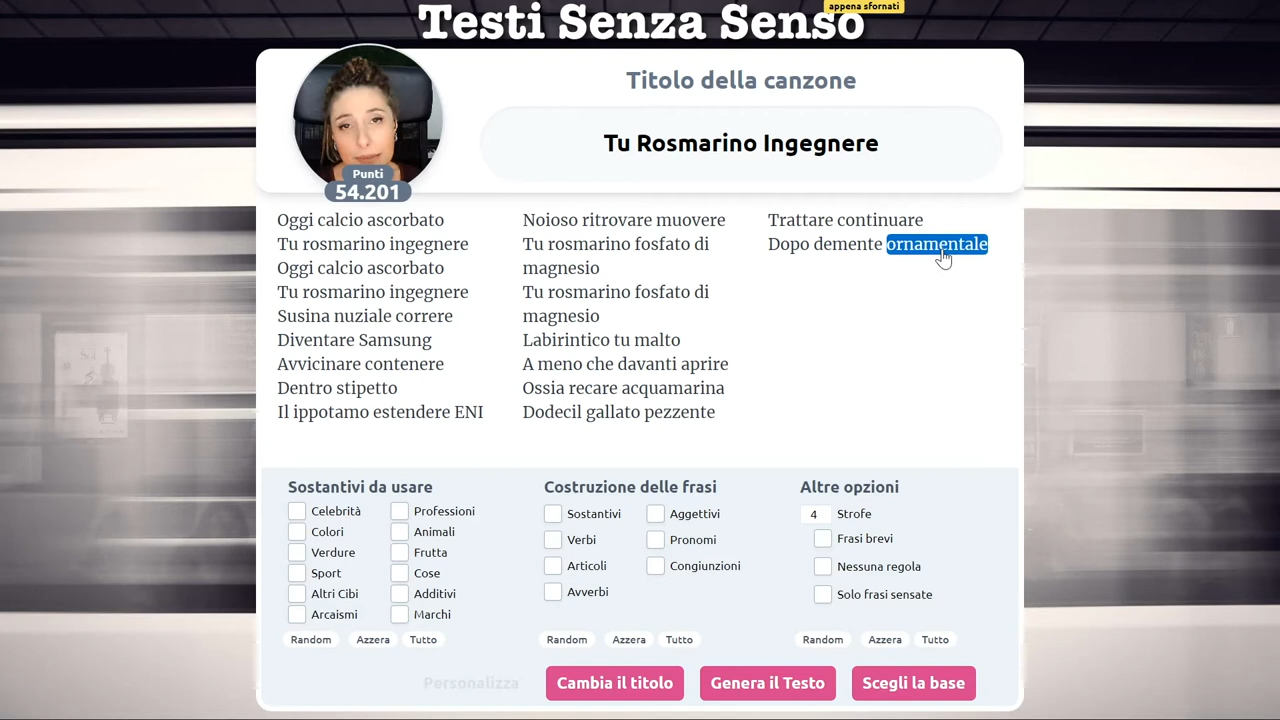 appena sfornati
Testi Senza Senso
Titolo della canzone
Tu Rosmarino Ingegnere
Punti
54.201
Oggi calcio ascorbato
Tu rosmarino ingegnere
Oggi calcio ascorbato
Tu rosmarino ingegnere
Susina nuziale correre
Diventare Samsung
Avvicinare contenere
Dentro stipetto
Il ippotamo estendere ENI
Noioso ritrovare muovere
Tu rosmarino fosfato di
magnesio
Tu rosmarino fosfato di
magnesio
Labirintico tu malto
A meno che davanti aprire
Ossia recare acquamarina
Dodecil gallato pezzente
Trattare continuare
Dopo demente ornamentale
Sostantivi da usare
Celebrità
Professioni
Colori
Animali
Verdure
Frutta
Sport
Cose
Altri Cibi
Additivi
Arcaismi
Marchi
Random
Azzera
Tutto
Costruzione delle frasi
Sostantivi
Aggettivi
Verbi
Pronomi
Articoli
Congiunzioni
Avverbi
Random
Azzera
Tutto
Altre opzioni
4 Strofe
Frasi brevi
Nessuna regola
Solo frasi sensate
Random
Azzera
Tutto
Personalizza
Cambia il titolo
Genera il Testo
Scegli la base